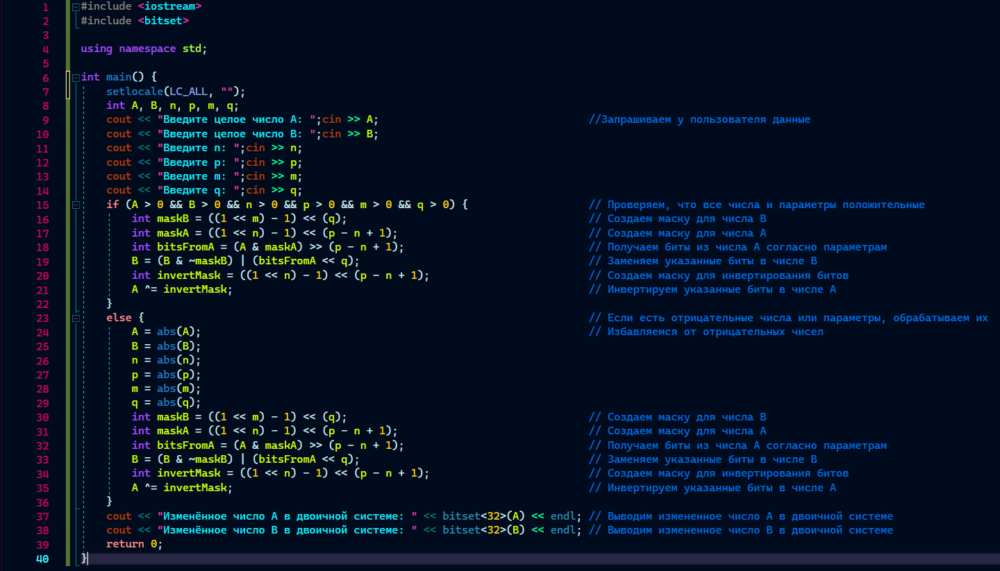 1 #include <iostream>
2 #include <bitset>
3
4 using namespace std;
5
6 int main() {
7 setlocale(LC_ALL, "");
8 int A, B, n, p, m, q;
9 cout << "Введите целое число A: ";cin >> A; //Запрашиваем у пользователя данные
10 cout << "Введите целое число B: ";cin >> B;
11 cout << "Введите n: ";cin >> n;
12 cout << "Введите p: ";cin >> p;
13 cout << "Введите m: ";cin >> m;
14 cout << "Введите q: ";cin >> q;
15 if (A > 0 && B > 0 && n > 0 && p > 0 && m > 0 && q > 0) { // Проверяем, что все числа и параметры положительные
16 int maskB = ((1 << m) - 1) << (q); // Создаем маску для числа B
17 int maskA = ((1 << n) - 1) << (p - n + 1); // Создаем маску для числа A
18 int bitsFromA = (A & maskA) >> (p - n + 1); // Получаем биты из числа A согласно параметрам
19 B = (B & ~maskB) | (bitsFromA << q); // Заменяем указанные биты в числе B
20 int invertMask = ((1 << n) - 1) << (p - n + 1); // Создаем маску для инвертирования битов
21 A ^= invertMask; // Инвертируем указанные биты в числе A
22 }
23 else { // Если есть отрицательные числа или параметры, обрабатываем их
24 A = abs(A); // Избавляемся от отрицательных чисел
25 B = abs(B);
26 n = abs(n);
27 p = abs(p);
28 m = abs(m);
29 q = abs(q);
30 int maskB = ((1 << m) - 1) << (q); // Создаем маску для числа B
31 int maskA = ((1 << n) - 1) << (p - n + 1); // Создаем маску для числа A
32 int bitsFromA = (A & maskA) >> (p - n + 1); // Получаем биты из числа A согласно параметрам
33 B = (B & ~maskB) | (bitsFromA << q); // Заменяем указанные биты в числе B
34 int invertMask = ((1 << n) - 1) << (p - n + 1); // Создаем маску для инвертирования битов
35 A ^= invertMask; // Инвертируем указанные биты в числе A
36 }
37 cout << "Изменённое число A в двоичной системе: " << bitset<32>(A) << endl; // Выводим измененное число A в двоичной системе
38 cout << "Изменённое число B в двоичной системе: " << bitset<32>(B) << endl; // Выводим измененное число B в двоичной системе
39 return 0;
40 }